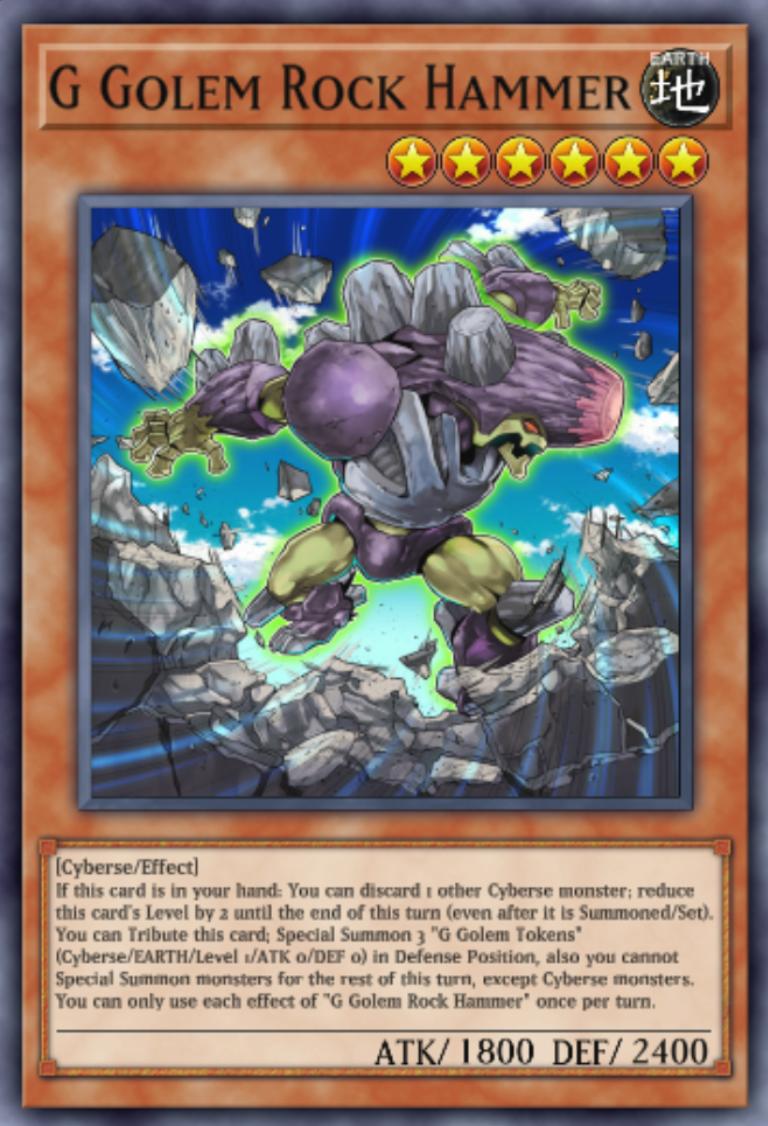 G Golem Rock Hammer
EARTH
地
[Cyberse/Effect]
If this card is in your hand: You can discard 1 other Cyberse monster; reduce
this card's Level by 2 until the end of this turn (even after it is Summoned/Set).
You can Tribute this card; Special Summon 3 "G Golem Tokens"
(Cyberse/EARTH/Level 1/ATK 0/DEF 0) in Defense Position, also you cannot
Special Summon monsters for the rest of this turn, except Cyberse monsters.
You can only use each effect of "G Golem Rock Hammer" once per turn.
ATK/ 1800 DEF/ 2400